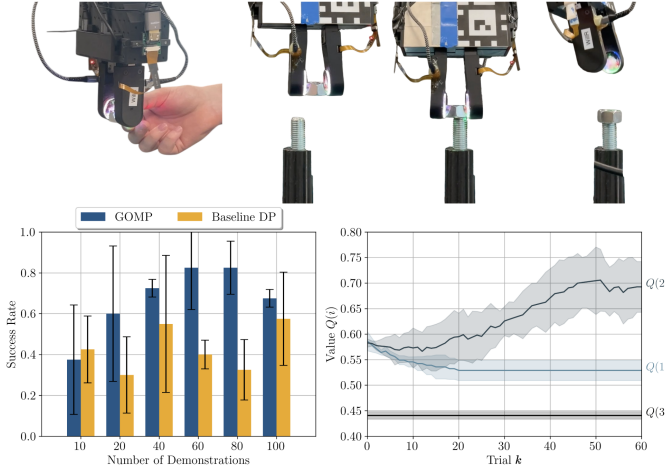 GOMP Baseline DP
1.0
0.8
0.6
0.4
0.2
0.0
Success Rate
10 20 40 60 80 100
Number of Demonstrations
0.80
0.75
0.70
0.65
0.60
0.55
0.50
0.45
0.40
Value Q(i)
0 10 20 30 40 50 60
Trial k
Q(2
Q(1
Q(3